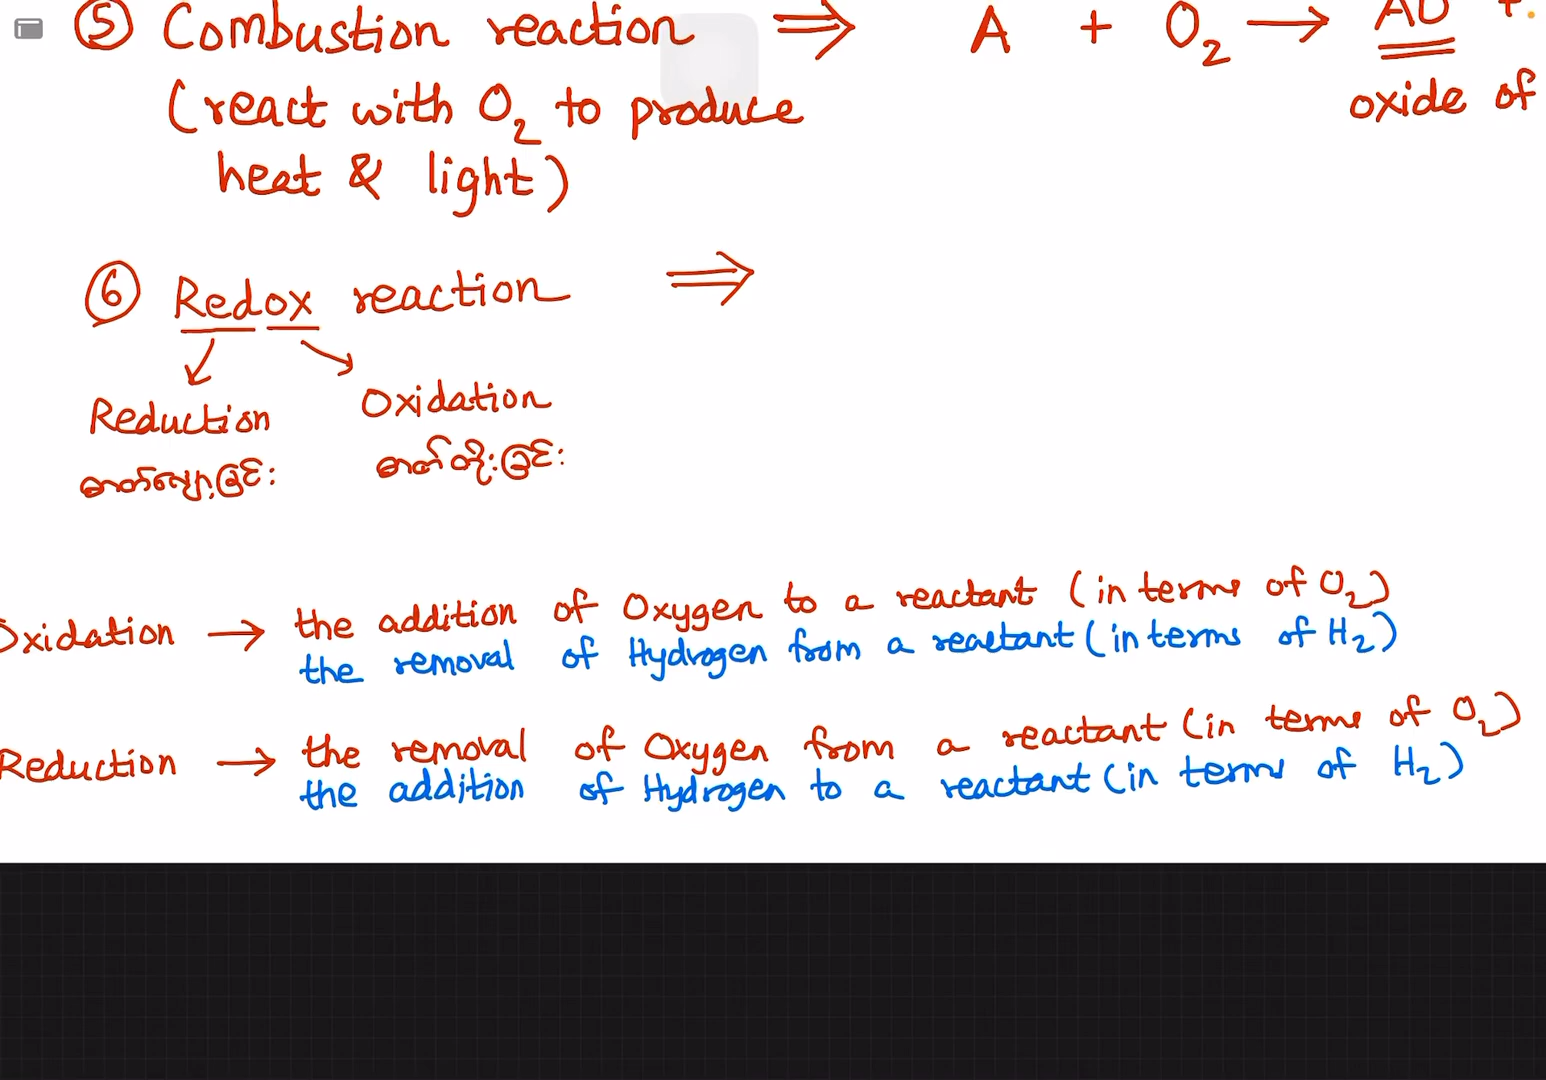 ⑤ Combustion reaction ⇒ A + O₂ → AO +
(react with O₂ to produce oxide of
heat & light)
⑥ Redox reaction ⇒
Reduction Oxidation
ဓာတ်လျော့ခြင်း ဓာတ်တိုးခြင်း
Oxidation → the addition of Oxygen to a reactant (in terms of O₂)
the removal of Hydrogen from a reactant (in terms of H₂)
Reduction → the removal of Oxygen from a reactant (in terms of O₂)
the addition of Hydrogen to a reactant (in terms of H₂)